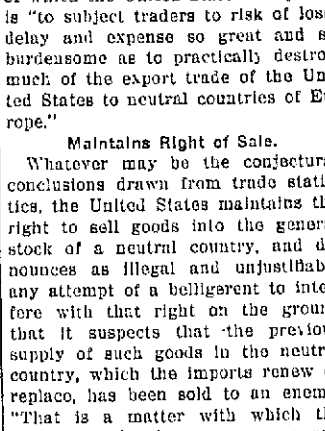 is "to subject traders to risk of los
delay and expense so great and s
burdensome as to practically destro
much of the export trade of the Un
ted States to neutral countries of E
rope."
Maintains Right of Sale.
Whatever may be the conjectur
conclusions drawn from trade stati
tics, the United States maintains th
right to sell goods into the gener
stock of a neutral country, and d
nounces as illegal and unjustifiab
any attempt of a belligerent to inte
fere with that right on the groun
that it suspects that the previou
supply of such goods in the neutr
country, which the imports renew
replace, has been sold to an enem
"That is a matter with which th